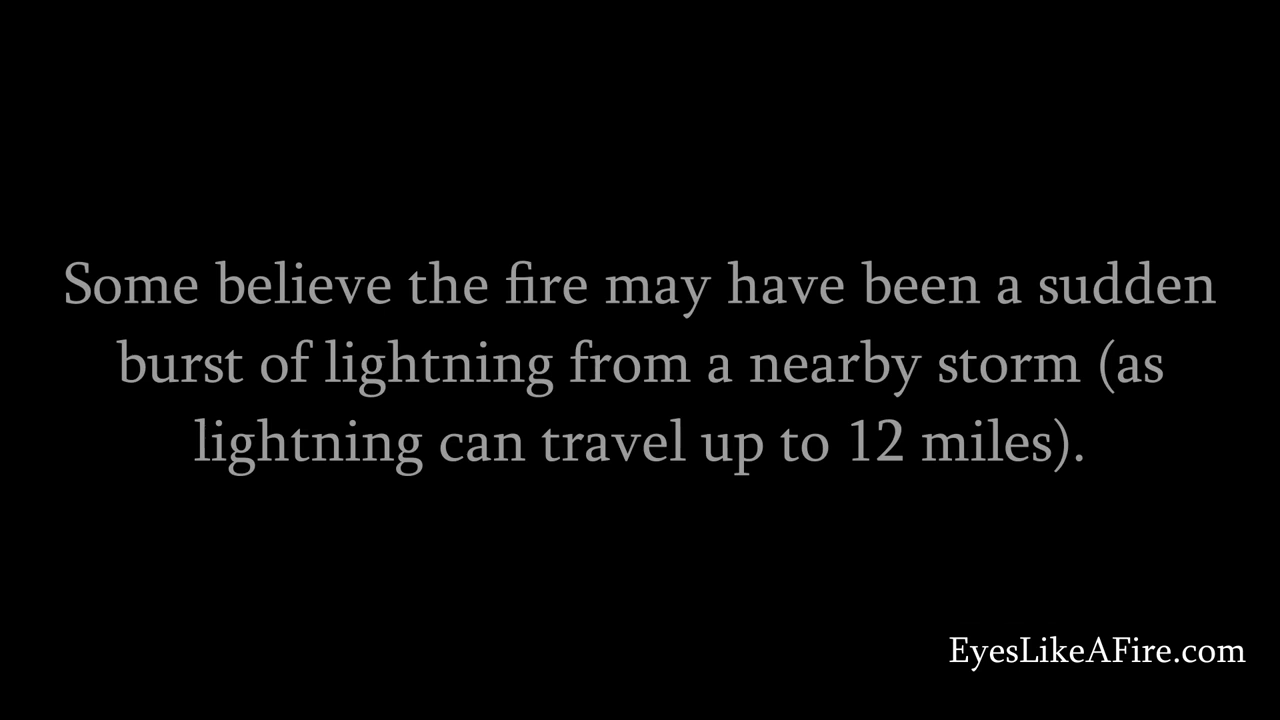 Some believe the fire may have been a sudden
burst of lightning from a nearby storm (as
lightning can travel up to 12 miles).
EyesLikeAFire.com